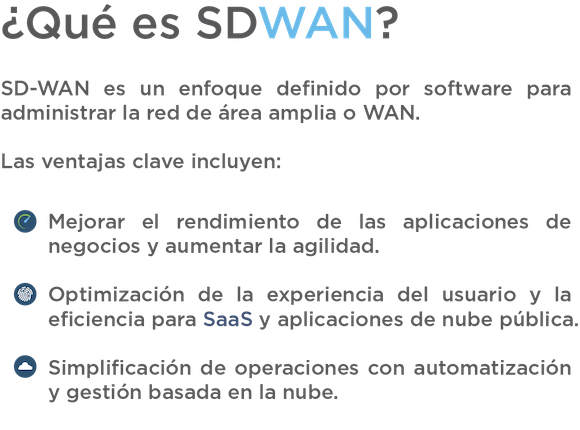 ¿Qué es SDWAN?
SD-WAN es un enfoque definido por software para
administrar la red de área amplia o WAN.
Las ventajas clave incluyen:
Mejorar el rendimiento de las aplicaciones de
negocios y aumentar la agilidad.
Optimización de la experiencia del usuario y la
eficiencia para SaaS y aplicaciones de nube pública.
Simplificación de operaciones con automatización
y gestión basada en la nube.